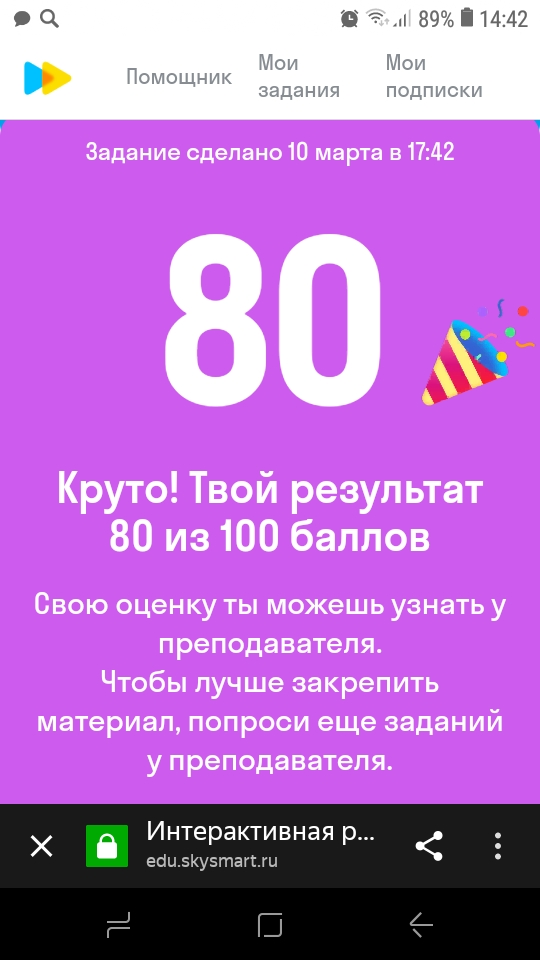 89% 14:42
Помощник
Мои
задания
Мои
подписки
Задание сделано 10 марта в 17:42
80
Круто! Твой результат
80 из 100 баллов
Свою оценку ты можешь узнать у
преподавателя.
Чтобы лучше закрепить
материал, попроси еще заданий
у преподавателя.
Интерактивная р...
edu.skysmart.ru